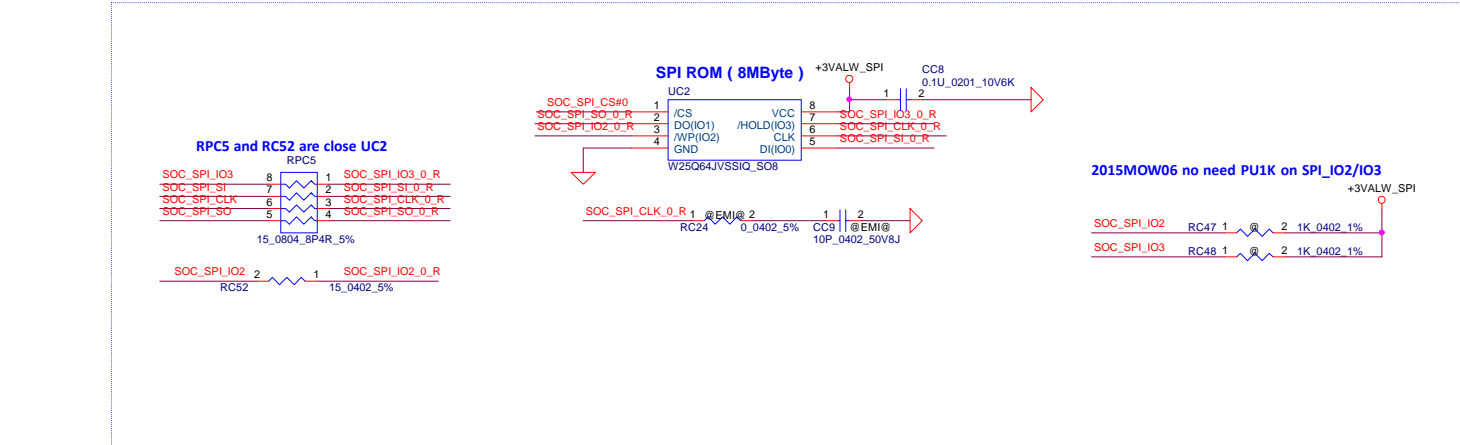 SPI ROM ( 8MByte )
+3VALW_SPI
CC8
0.1U_0201_10V6K
1 2
UC2
SOC_SPI_CS#0 1 /CS VCC 8
SOC_SPI_SO_0_R 2 DO(IO1) /HOLD(IO3) 7 SOC_SPI_IO3_0_R
SOC_SPI_IO2_0_R 3 /WP(IO2) CLK 6 SOC_SPI_CLK_0_R
4 GND DI(IO0) 5 SOC_SPI_SI_0_R
W25Q64JVSSIQ_SO8
RPC5 and RC52 are close UC2
RPC5
SOC_SPI_IO3 8 1 SOC_SPI_IO3_0_R
SOC_SPI_SI 7 2 SOC_SPI_SI_0_R
SOC_SPI_CLK 6 3 SOC_SPI_CLK_0_R
SOC_SPI_SO 5 4 SOC_SPI_SO_0_R
15_0804_8P4R_5%
SOC_SPI_IO2 2 1 SOC_SPI_IO2_0_R
RC52 15_0402_5%
SOC_SPI_CLK_0_R 1 @EMI@ 2 1 2
RC24 0_0402_5% CC9 @EMI@
10P_0402_50V8J
2015MOW06 no need PU1K on SPI_IO2/IO3
+3VALW_SPI
SOC_SPI_IO2 RC47 1 @ 2 1K_0402_1%
SOC_SPI_IO3 RC48 1 @ 2 1K_0402_1%